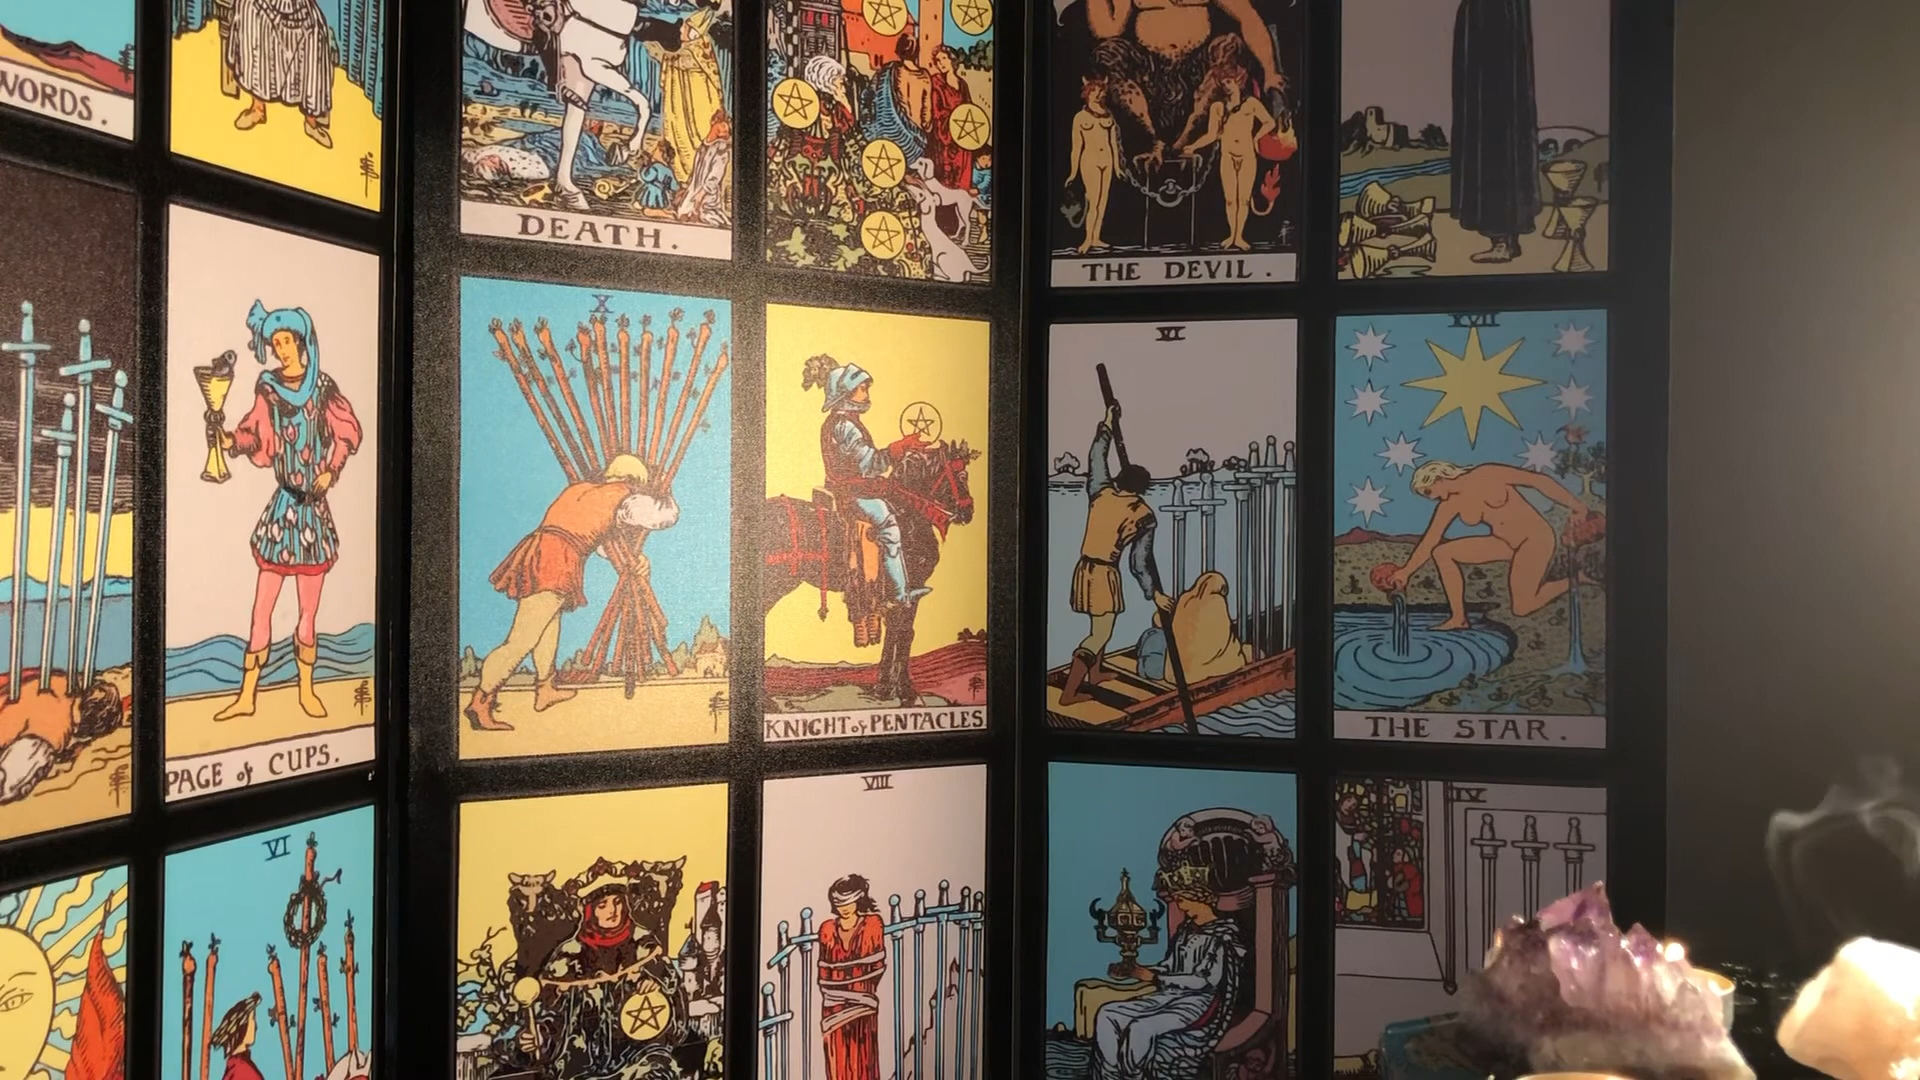 WORDS.
DEATH.
THE DEVIL.
X
VI
XVII
PAGE of CUPS.
KNIGHT of PENTACLES.
THE STAR.
VI
VIII
IV